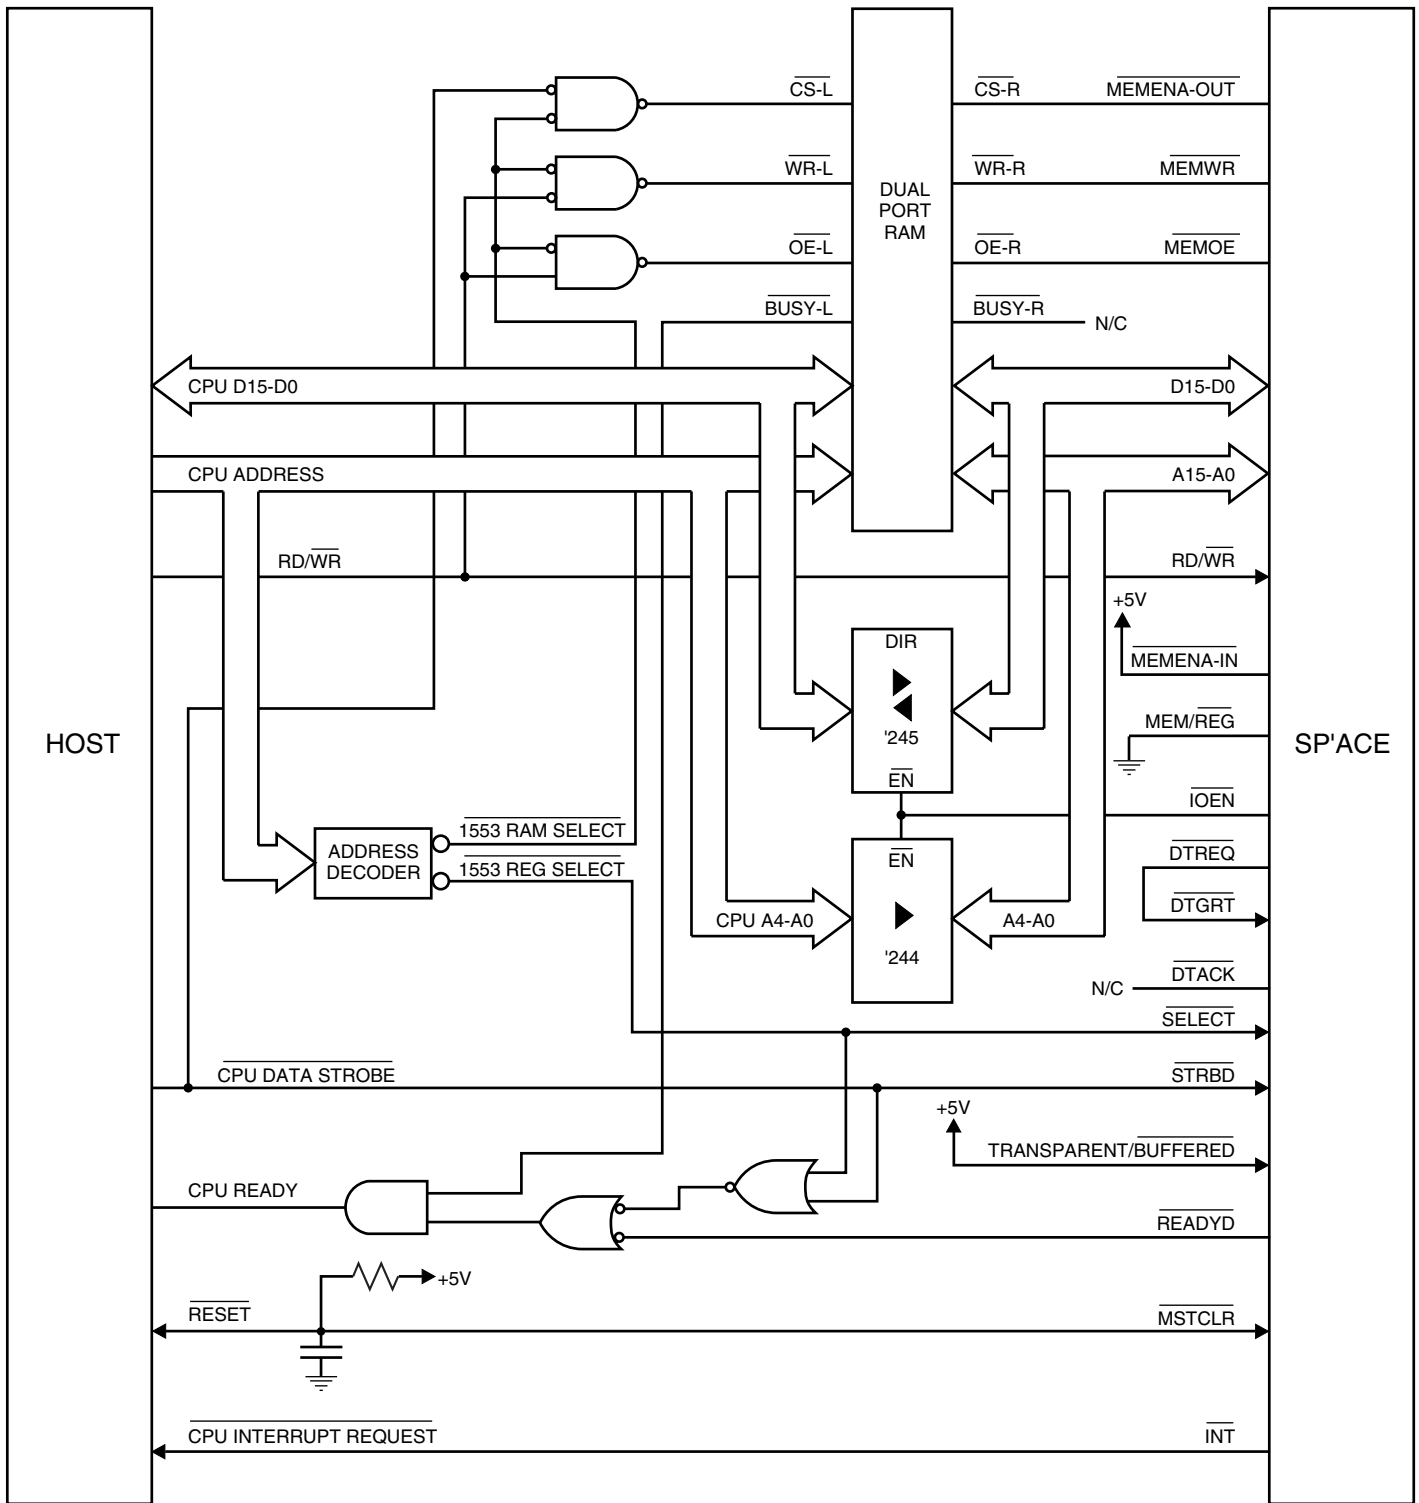 CS-L
CS-R
MEMENA-OUT
WR-L
WR-R
MEMWR
DUAL
PORT
RAM
OE-L
OE-R
MEMOE
BUSY-L
BUSY-R
N/C
CPU D15-D0
D15-D0
CPU ADDRESS
A15-A0
RD/WR
RD/WR
+5V
DIR
MEMENA-IN
MEM/REG
HOST
'245
SP'ACE
EN
IOEN
1553 RAM SELECT
ADDRESS
DECODER
EN
DTREQ
1553 REG SELECT
CPU A4-A0
A4-A0
DTGRT
'244
DTACK
N/C
SELECT
CPU DATA STROBE
STRBD
+5V
TRANSPARENT/BUFFERED
CPU READY
READYD
+5V
RESET
MSTCLR
CPU INTERRUPT REQUEST
INT